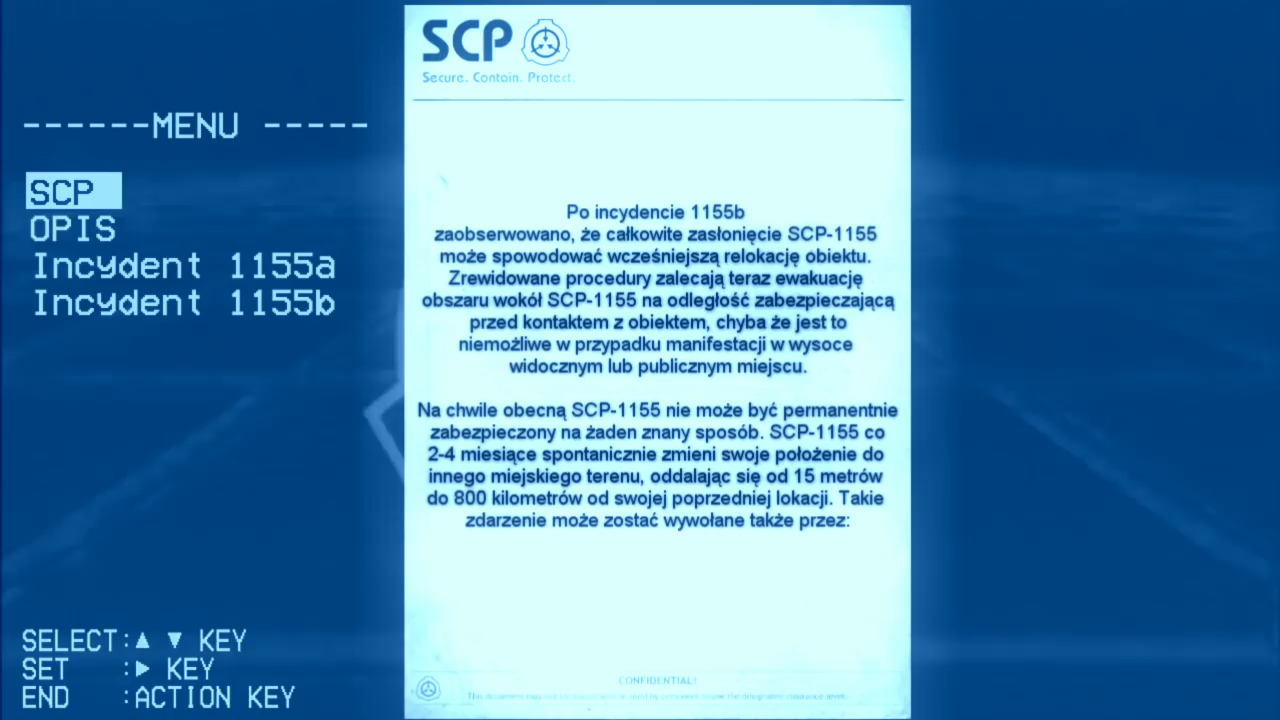 ------MENU -----
SCP
OPIS
Incydent 1155a
Incydent 1155b
SELECT:▲ ▼ KEY
SET :► KEY
END :ACTION KEY
SCP
Secure. Contain. Protect.
Po incydencie 1155b
zaobserwowano, że całkowite zasłonięcie SCP-1155
może spowodować wcześniejszą relokację obiektu.
Zrewidowane procedury zalecają teraz ewakuację
obszaru wokół SCP-1155 na odległość zabezpieczającą
przed kontaktem z obiektem, chyba że jest to
niemożliwe w przypadku manifestacji w wysoce
widocznym lub publicznym miejscu.
Na chwile obecną SCP-1155 nie może być permanentnie
zabezpieczony na żaden znany sposób. SCP-1155 co
2-4 miesiące spontanicznie zmieni swoje położenie do
innego miejskiego terenu, oddalając się od 15 metrów
do 800 kilometrów od swojej poprzedniej lokacji. Takie
zdarzenie może zostać wywołane także przez:
CONFIDENTIAL!
This document may not be